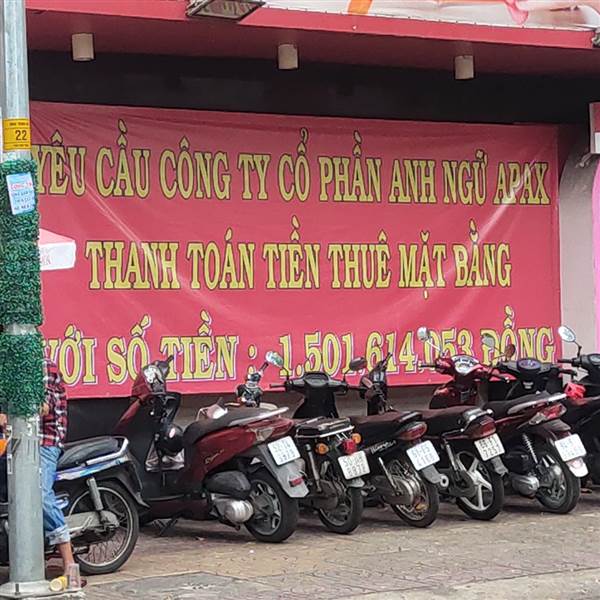 YÊU CẦU CÔNG TY CỔ PHẦN ANH NGỮ APAX
THANH TOÁN TIỀN THUÊ MẶT BẰNG
VỚI SỐ TIỀN : 1.501.614.053 ĐỒNG
22